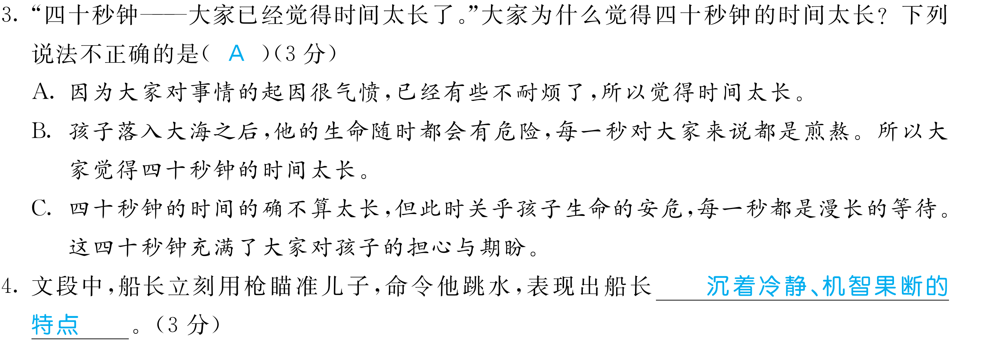 3. “四十秒钟——大家已经觉得时间太长了。”大家为什么觉得四十秒钟的时间太长？下列
说法不正确的是( A )(3 分)
A. 因为大家对事情的起因很气愤,已经有些不耐烦了,所以觉得时间太长。
B. 孩子落入大海之后,他的生命随时都会有危险,每一秒对大家来说都是煎熬。所以大
家觉得四十秒钟的时间太长。
C. 四十秒钟的时间的确不算太长,但此时关乎孩子生命的安危,每一秒都是漫长的等待。
这四十秒钟充满了大家对孩子的担心与期盼。
4. 文段中,船长立刻用枪瞄准儿子,命令他跳水,表现出船长 沉着冷静、机智果断的
特点 。(3 分)